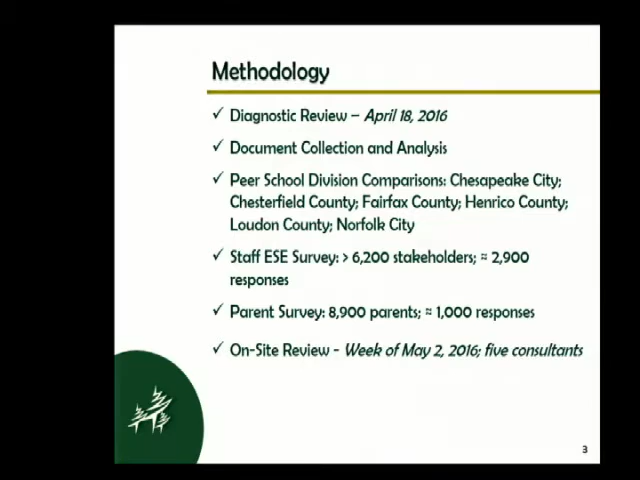 Methodology
✓ Diagnostic Review – April 18, 2016
✓ Document Collection and Analysis
✓ Peer School Division Comparisons: Chesapeake City;
Chesterfield County; Fairfax County; Henrico County;
Loudon County; Norfolk City
✓ Staff ESE Survey: > 6,200 stakeholders; ≈ 2,900
responses
✓ Parent Survey: 8,900 parents; ≈ 1,000 responses
✓ On-Site Review - Week of May 2, 2016; five consultants
3